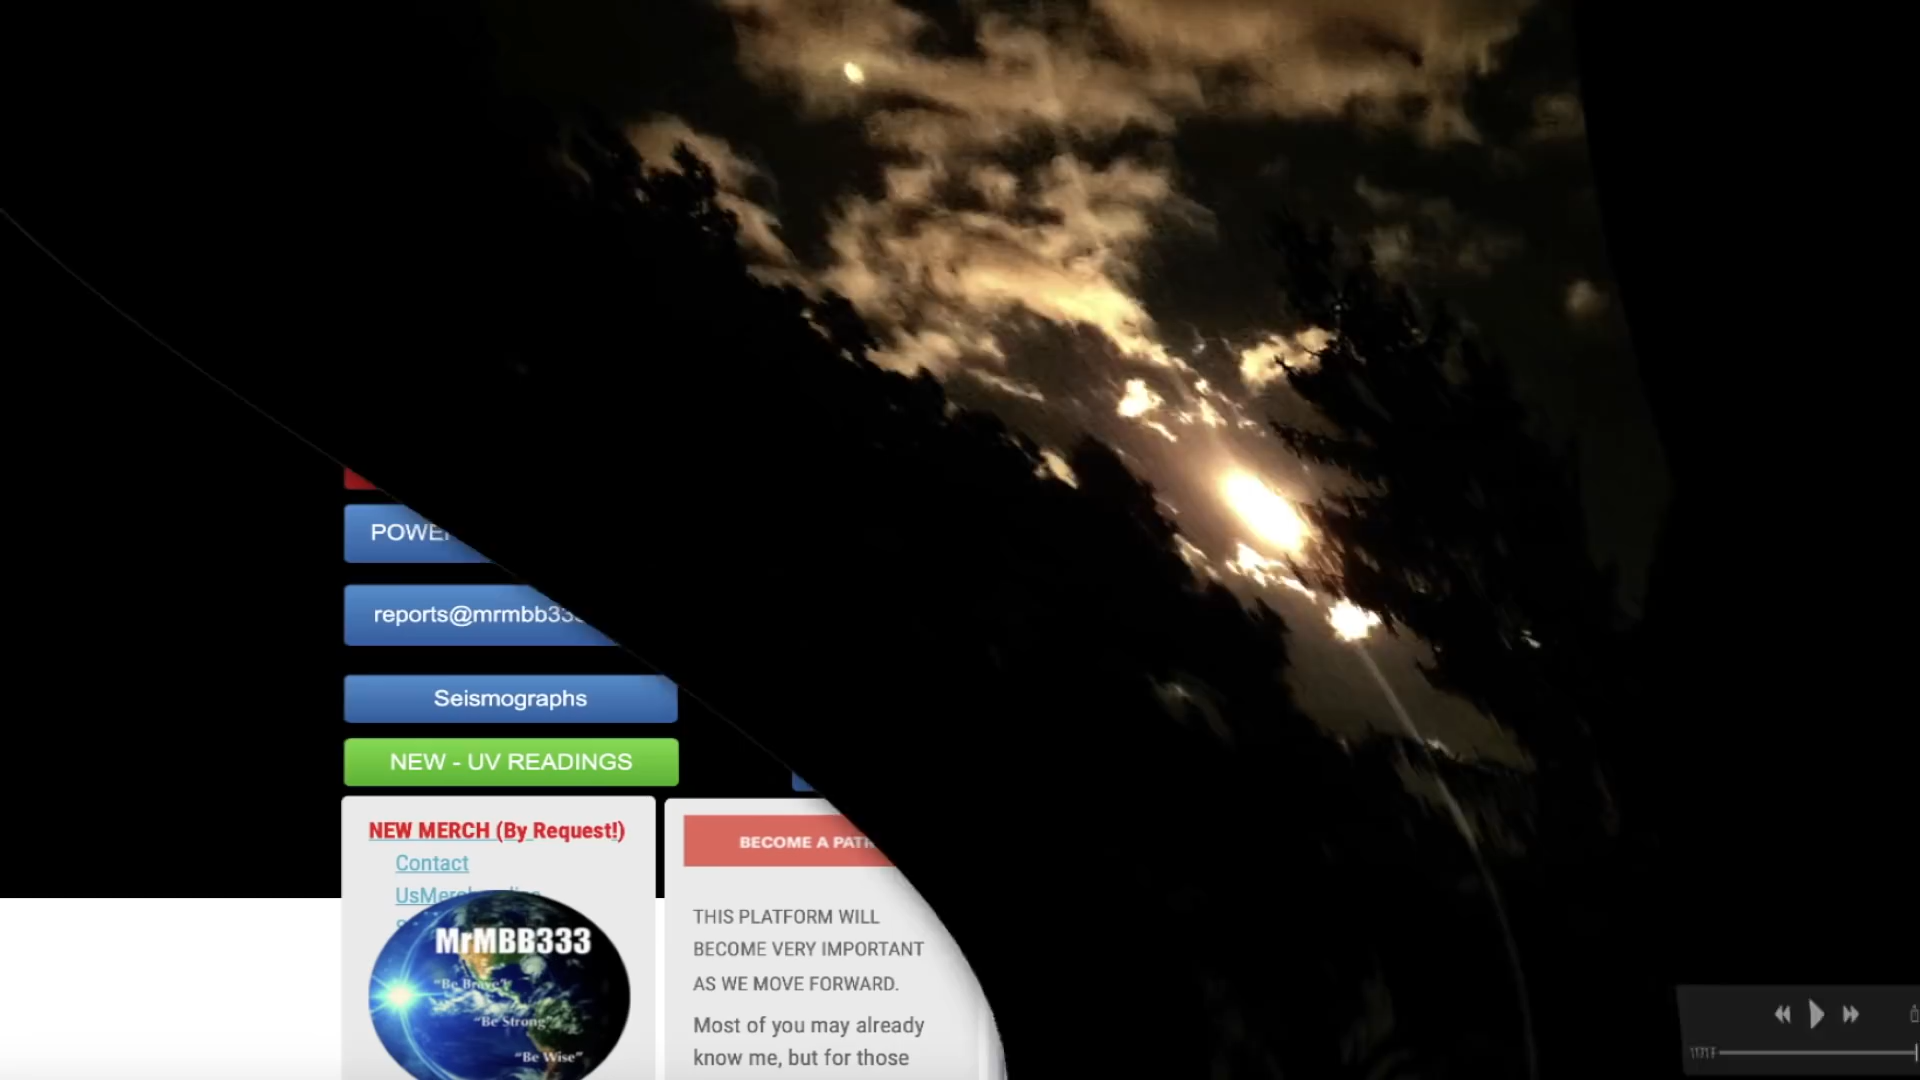 POWE
reports@mrmbb33
Seismographs
NEW - UV READINGS
NEW MERCH (By Request!)
Contact
BECOME A PAT
MrMBB333
"Be Brave"
"Be Strong"
"Be Wise"
THIS PLATFORM WILL
BECOME VERY IMPORTANT
AS WE MOVE FORWARD.
Most of you may already
know me, but for those